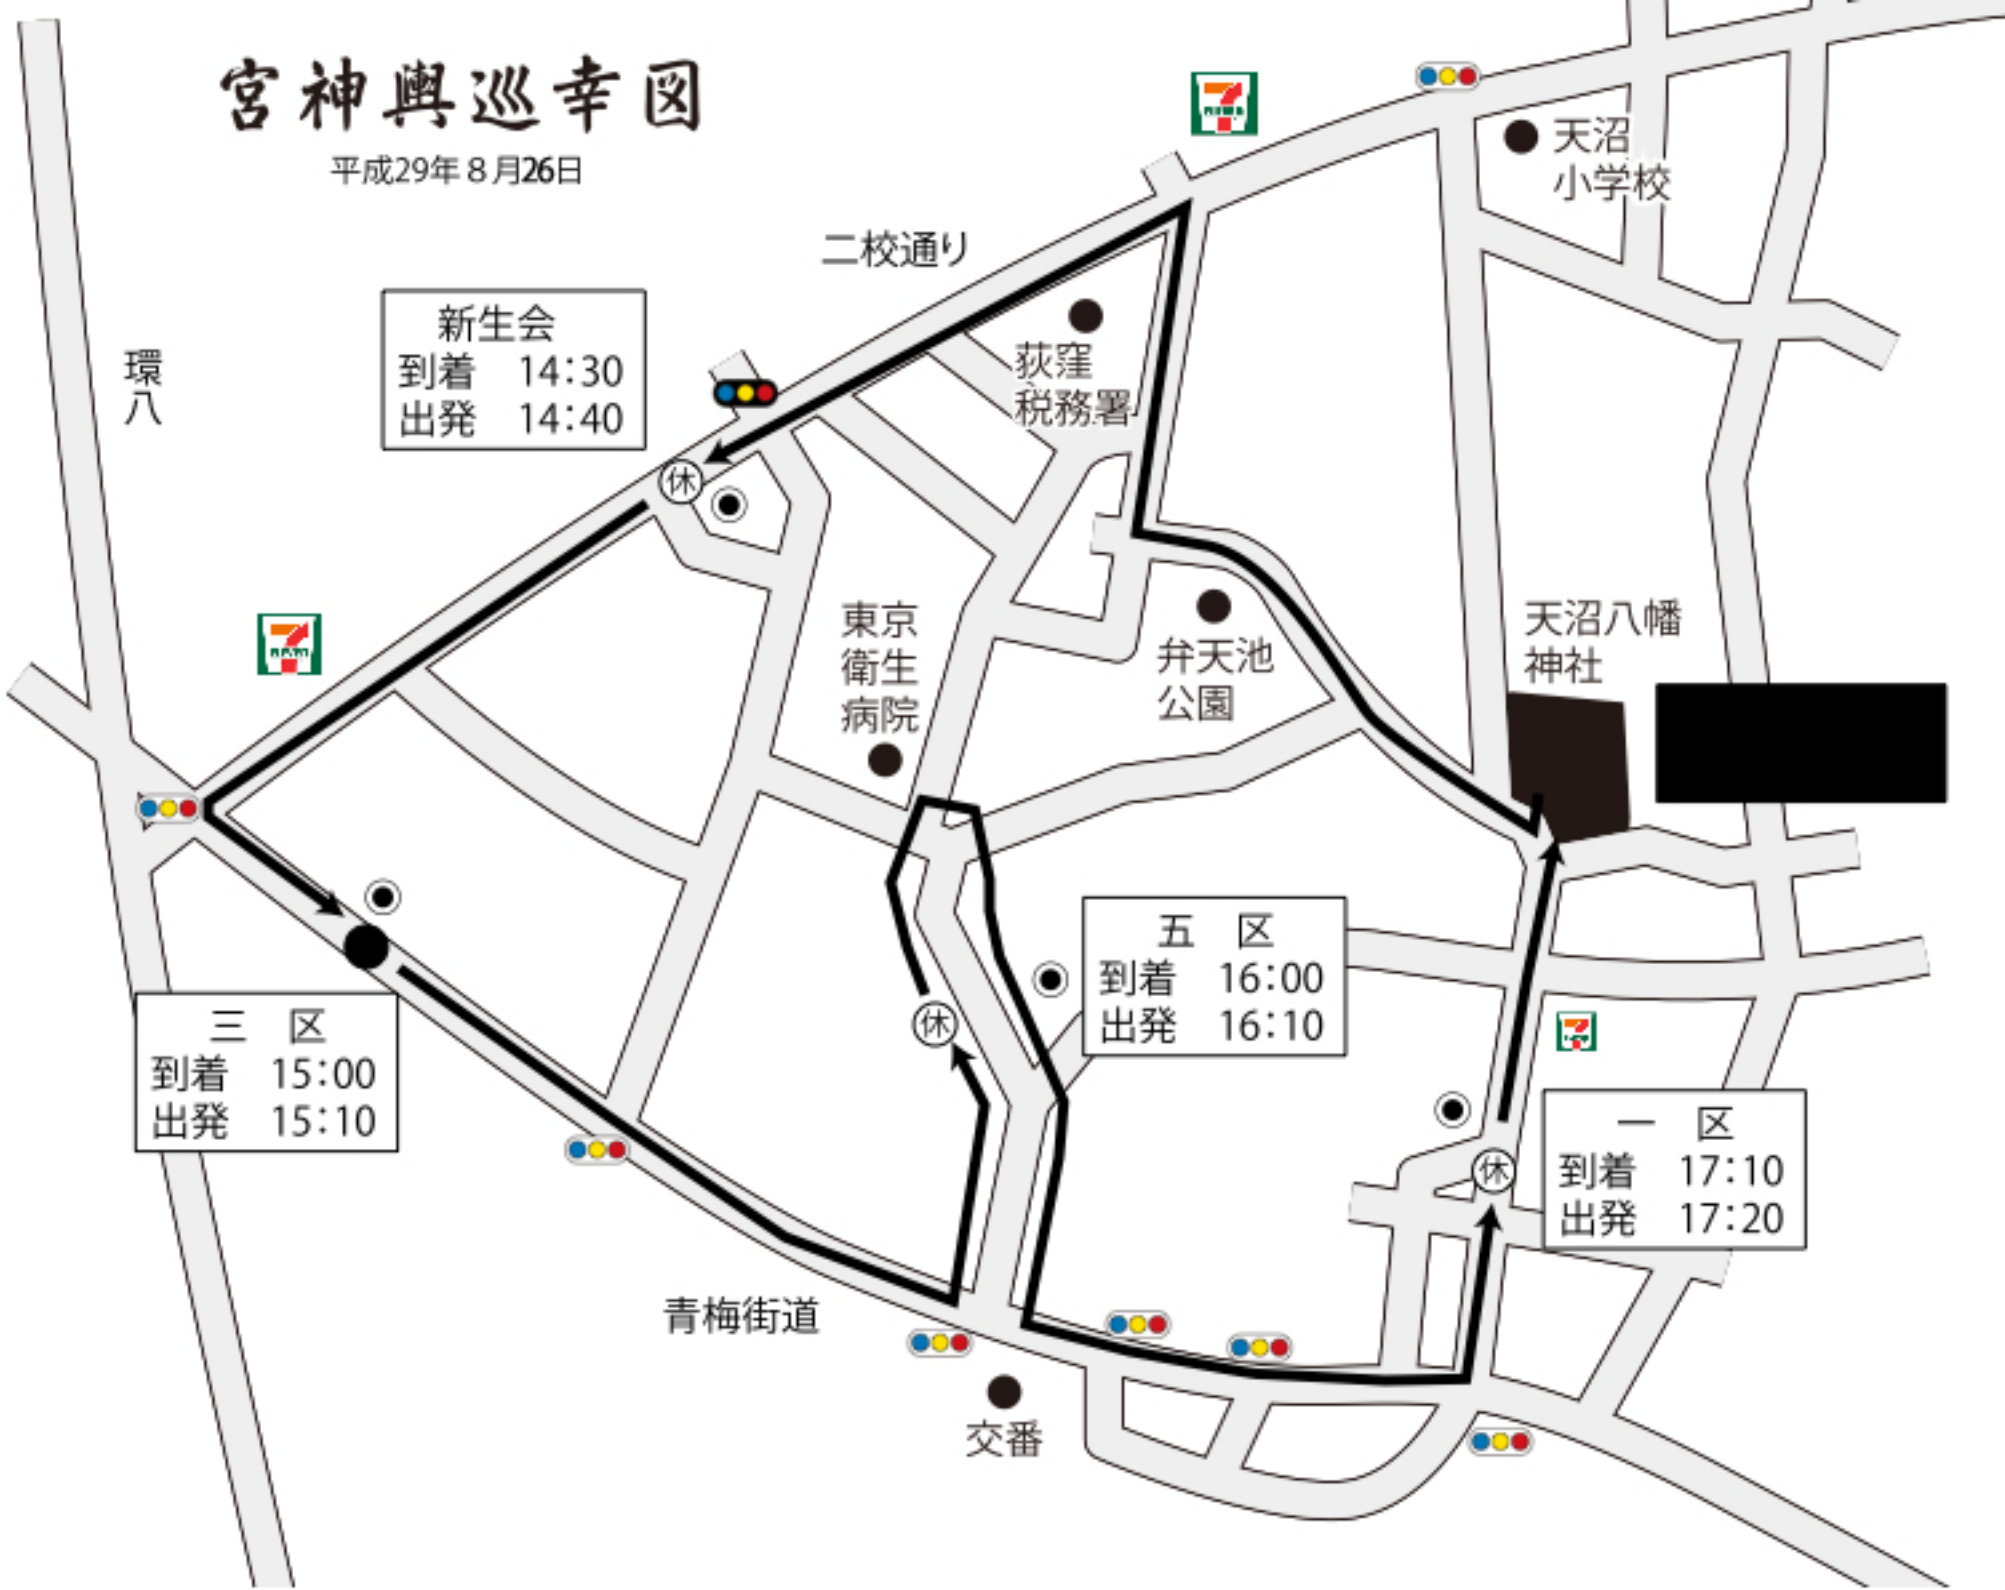 宮神輿巡幸図
平成29年8月26日
二校通り
天沼
小学校
新生会
到着 14:30
出発 14:40
環八
荻窪
税務署
休
東京
衛生
病院
弁天池
公園
天沼八幡
神社
五 区
到着 16:00
出発 16:10
休
三 区
到着 15:00
出発 15:10
一 区
到着 17:10
出発 17:20
休
青梅街道
交番